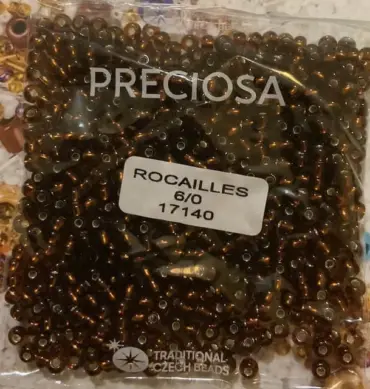 PRECIOSA
ROCAILLES
6/0
17140
TRADITIONAL
CZECH BEADS